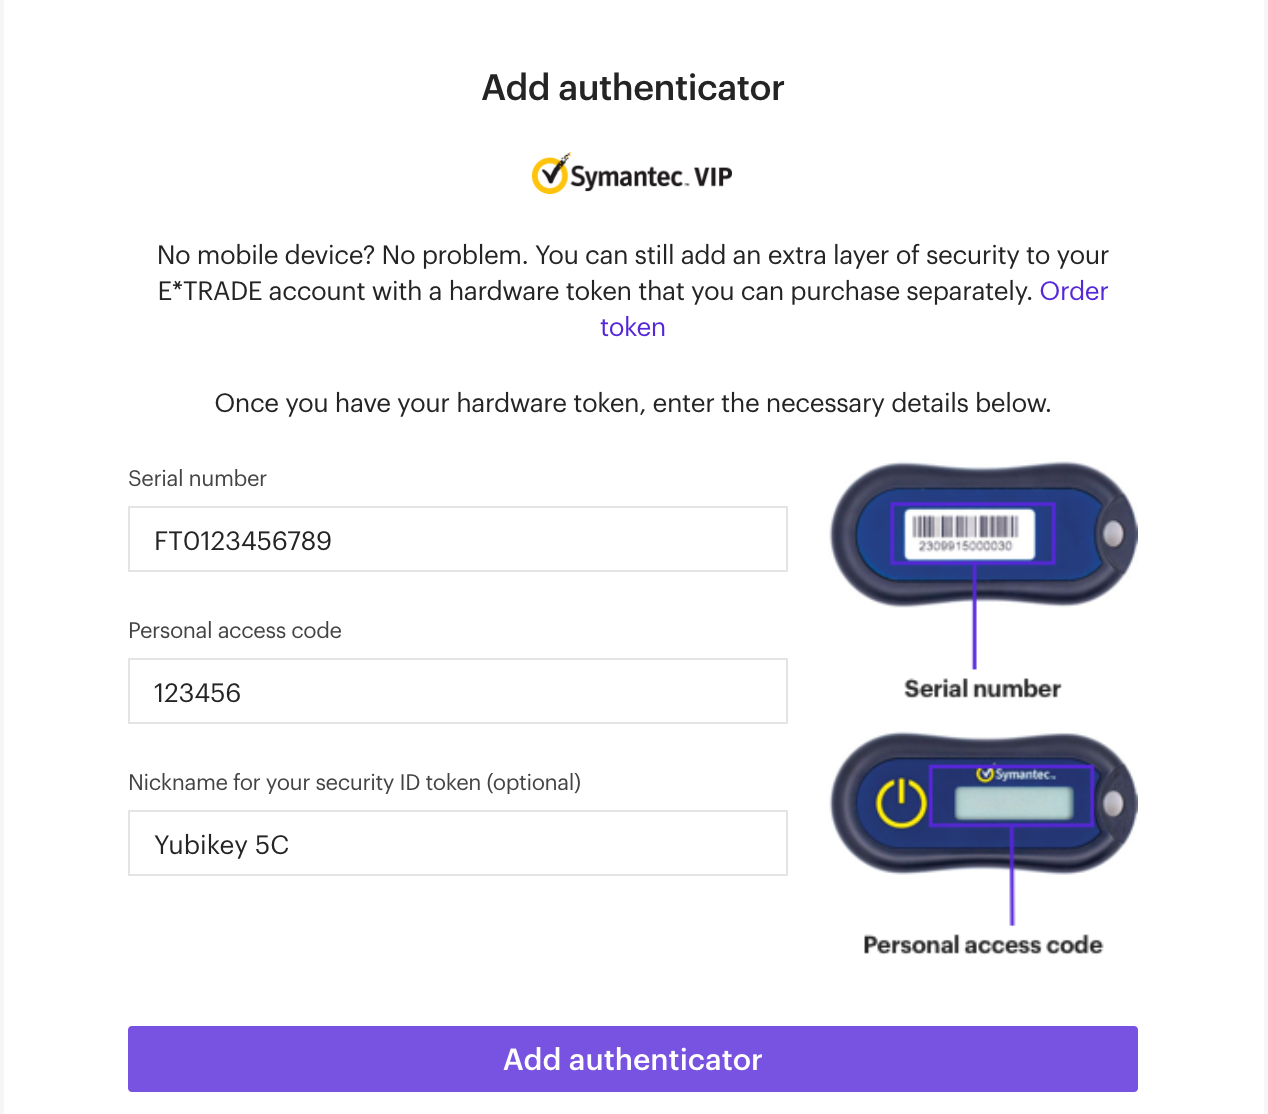 Add authenticator
Symantec™ VIP
No mobile device? No problem. You can still add an extra layer of security to your
E*TRADE account with a hardware token that you can purchase separately. Order
token
Once you have your hardware token, enter the necessary details below.
Serial number
FT0123456789
2309915000030
Personal access code
123456
Serial number
Nickname for your security ID token (optional)
Symantec™
Yubikey 5C
Personal access code
Add authenticator